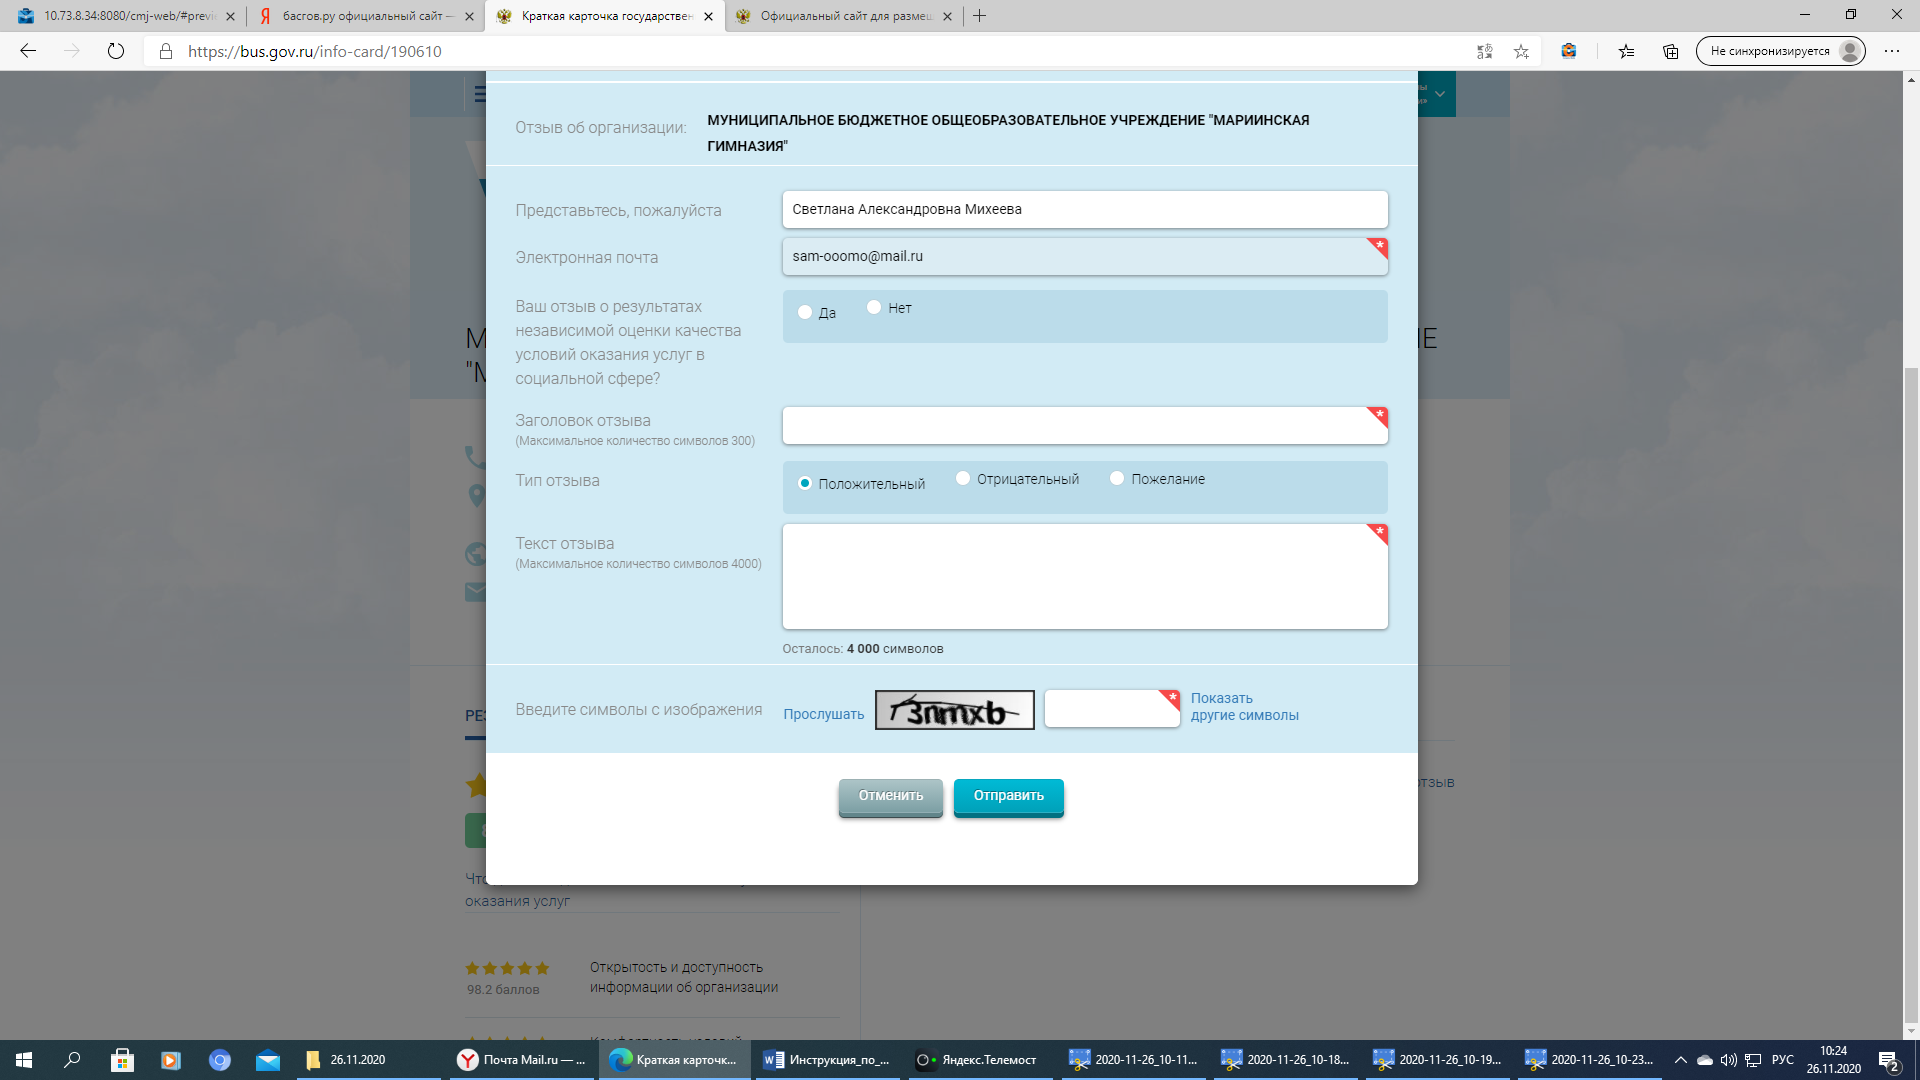 10.73.8.34:8080/cmj-web/#previ
басгов.ру официальный сайт —
Краткая карточка государствен
Официальный сайт для размещ
https://bus.gov.ru/info-card/190610
Не синхронизируется
Отзыв об организации:
МУНИЦИПАЛЬНОЕ БЮДЖЕТНОЕ ОБЩЕОБРАЗОВАТЕЛЬНОЕ УЧРЕЖДЕНИЕ "МАРИИНСКАЯ
ГИМНАЗИЯ"
Представьтесь, пожалуйста
Светлана Александровна Михеева
Электронная почта
sam-ooomo@mail.ru
*
Ваш отзыв о результатах
независимой оценки качества
условий оказания услуг в
социальной сфере?
Да
Нет
Заголовок отзыва
(Максимальное количество символов 300)
*
Тип отзыва
Положительный
Отрицательный
Пожелание
Текст отзыва
(Максимальное количество символов 4000)
*
Осталось: 4 000 символов
Введите символы с изображения
Прослушать
*
Показать
другие символы
Отменить
Отправить
оказания услуг
98.2 баллов
Открытость и доступность
информации об организации
26.11.2020
Почта Mail.ru — ...
Краткая карточк...
Инструкция_по_...
Яндекс.Телемост
2020-11-26_10-11...
2020-11-26_10-18...
2020-11-26_10-19...
2020-11-26_10-23...
РУС
10:24
26.11.2020
2